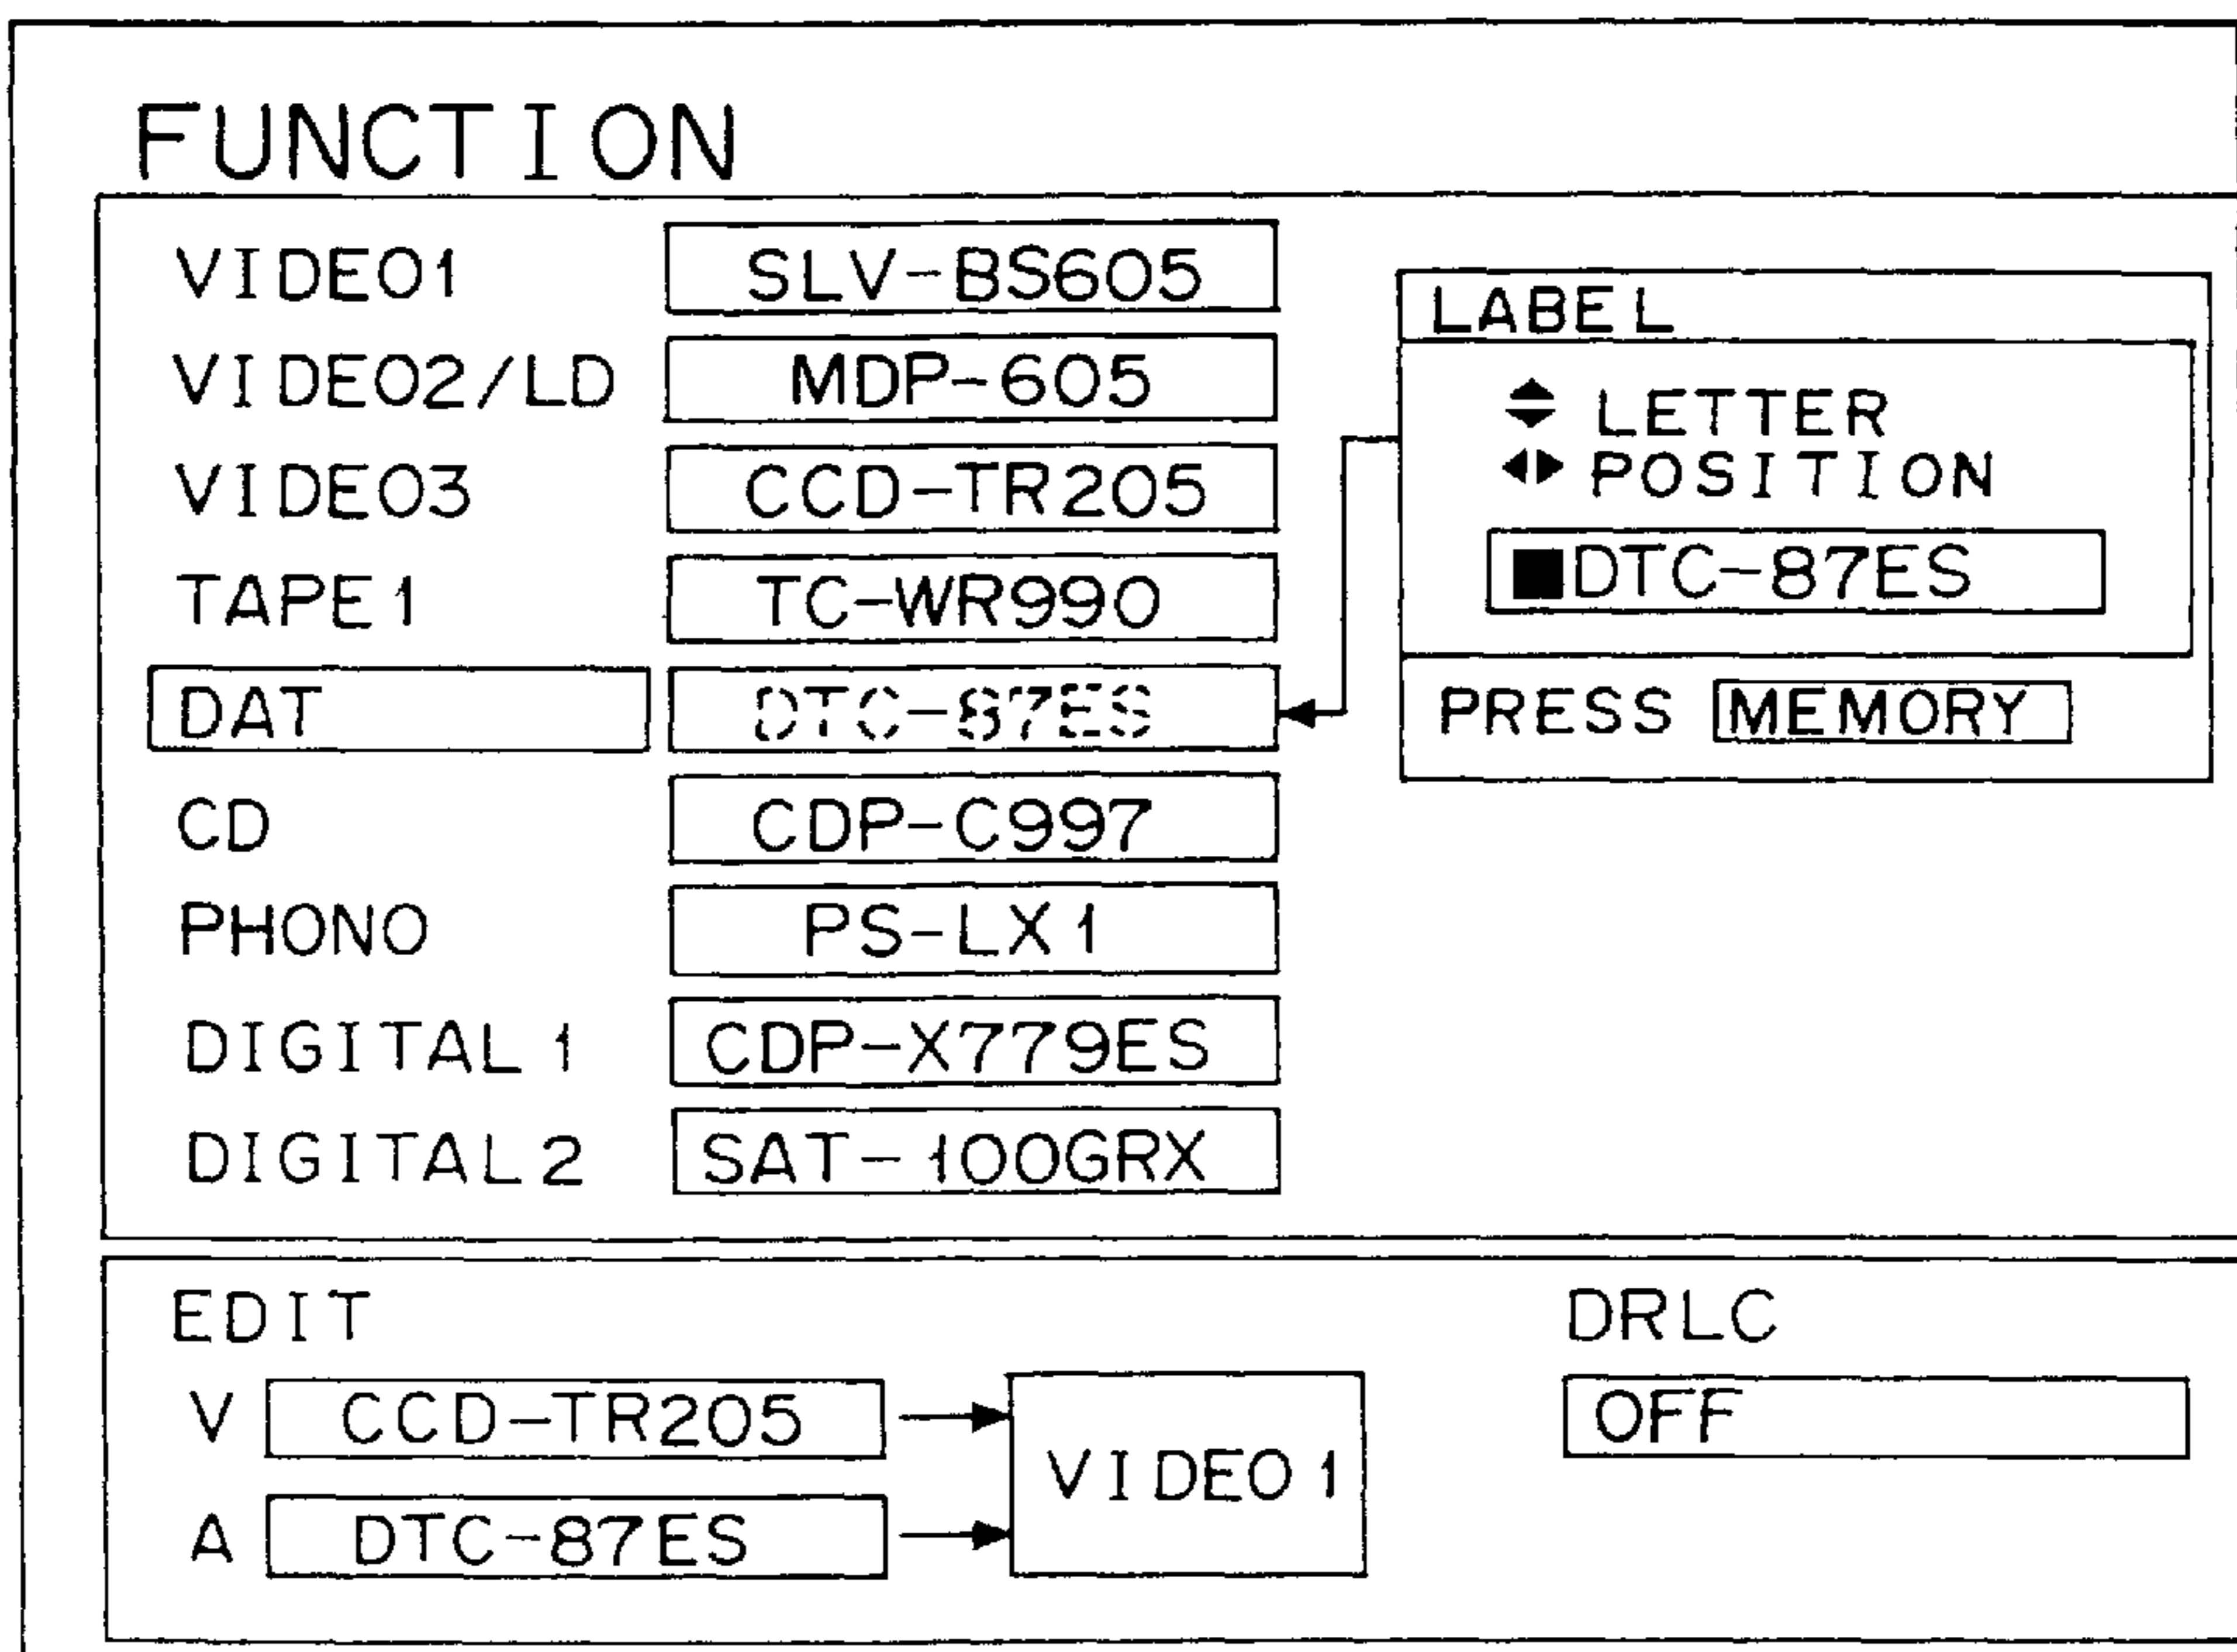 FUNCTION
VIDEO1 SLV-BS605
VIDEO2/LD MDP-605
VIDEO3 CCD-TR205
TAPE1 TC-WR990
DAT DTC-87ES
CD CDP-C997
PHONO PS-LX1
DIGITAL1 CDP-X779ES
DIGITAL2 SAT-100GRX
LABEL
LETTER
POSITION
DTC-87ES
PRESS MEMORY
EDIT
V CCD-TR205
A DTC-87ES
VIDEO1
DRLC
OFF